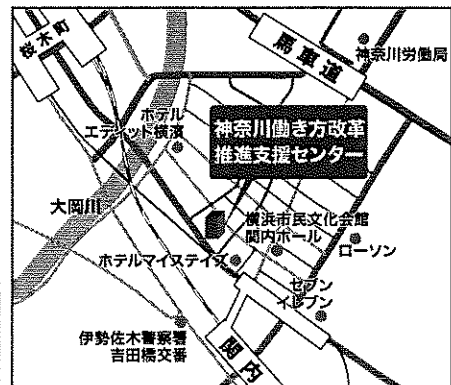 桜木町
馬車道
神奈川労働局
ホテル
エディット横濱
神奈川働き方改革
推進支援センター
大岡川
横浜市民文化会館
関内ホール
ローソン
ホテルマイステイズ
セブン
イレブン
伊勢佐木警察署
吉田橋交番
関内